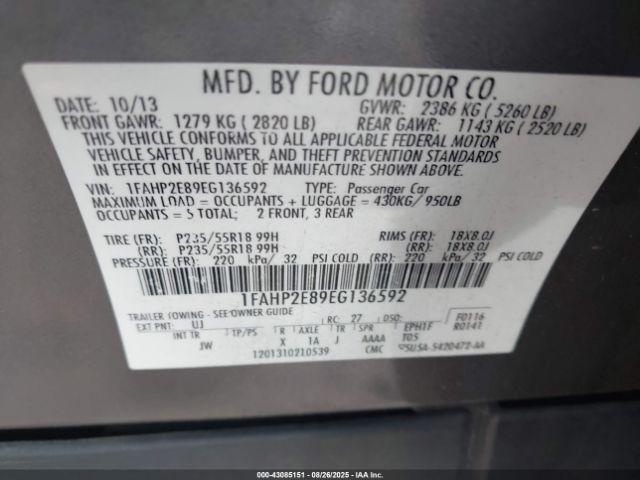 MFD. BY FORD MOTOR CO.
DATE: 10/13 GVWR: 2386 KG ( 5260 LB)
FRONT GAWR: 1279 KG ( 2820 LB) REAR GAWR: 1143 KG ( 2520 LB)
THIS VEHICLE CONFORMS TO ALL APPLICABLE FEDERAL MOTOR
VEHICLE SAFETY, BUMPER, AND THEFT PREVENTION STANDARDS
IN EFFECT ON THE DATE OF MANUFACTURE SHOWN ABOVE.
VIN: 1FAHP2E89EG136592 TYPE: Passenger Car
MAXIMUM LOAD = OCCUPANTS + LUGGAGE = 430KG/ 950LB
OCCUPANTS = 5 TOTAL; 2 FRONT, 3 REAR
TIRE (FR): P235/55R18 99H RIMS (FR): 18X8.0J
(RR): P235/55R18 99H (RR): 18X8.0J
PRESSURE (FR): 220 kPa/ 32 PSI COLD (RR): 220 kPa/ 32 PSI COLD
1FAHP2E89EG136592
TRAILER TOWING - SEE OWNER GUIDE
EXT PNT: UJ RC: 27 DSO: F0116
INT TR TP/PS R AXLE TR SPR EPH1F R0141
JW X 1A J AAAA T05
1201310210539 CMC 5U5A-5420472-AA
000-43085151 | 08/26/2025 | IAA Inc.